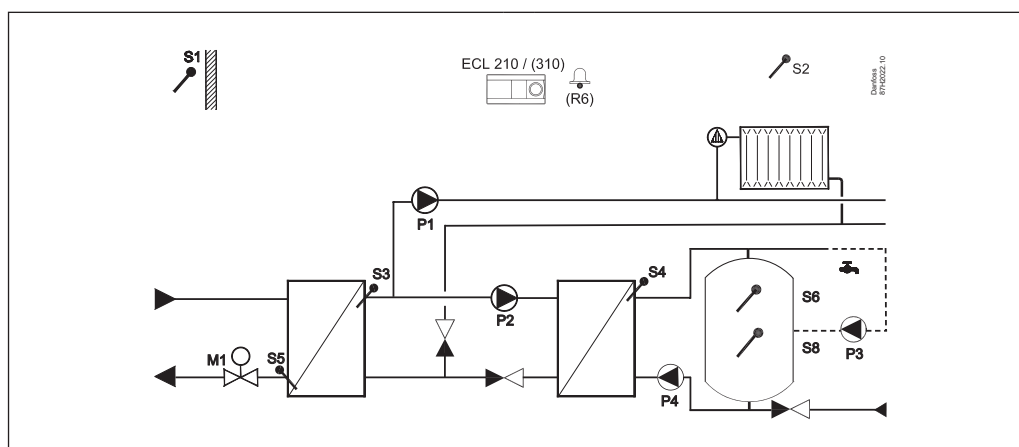 S1
ECL 210 / (310)
(R6)
S2
Danfoss
87H2022.10
P1
S3
S4
P2
S6
S8
P3
M1
S5
P4